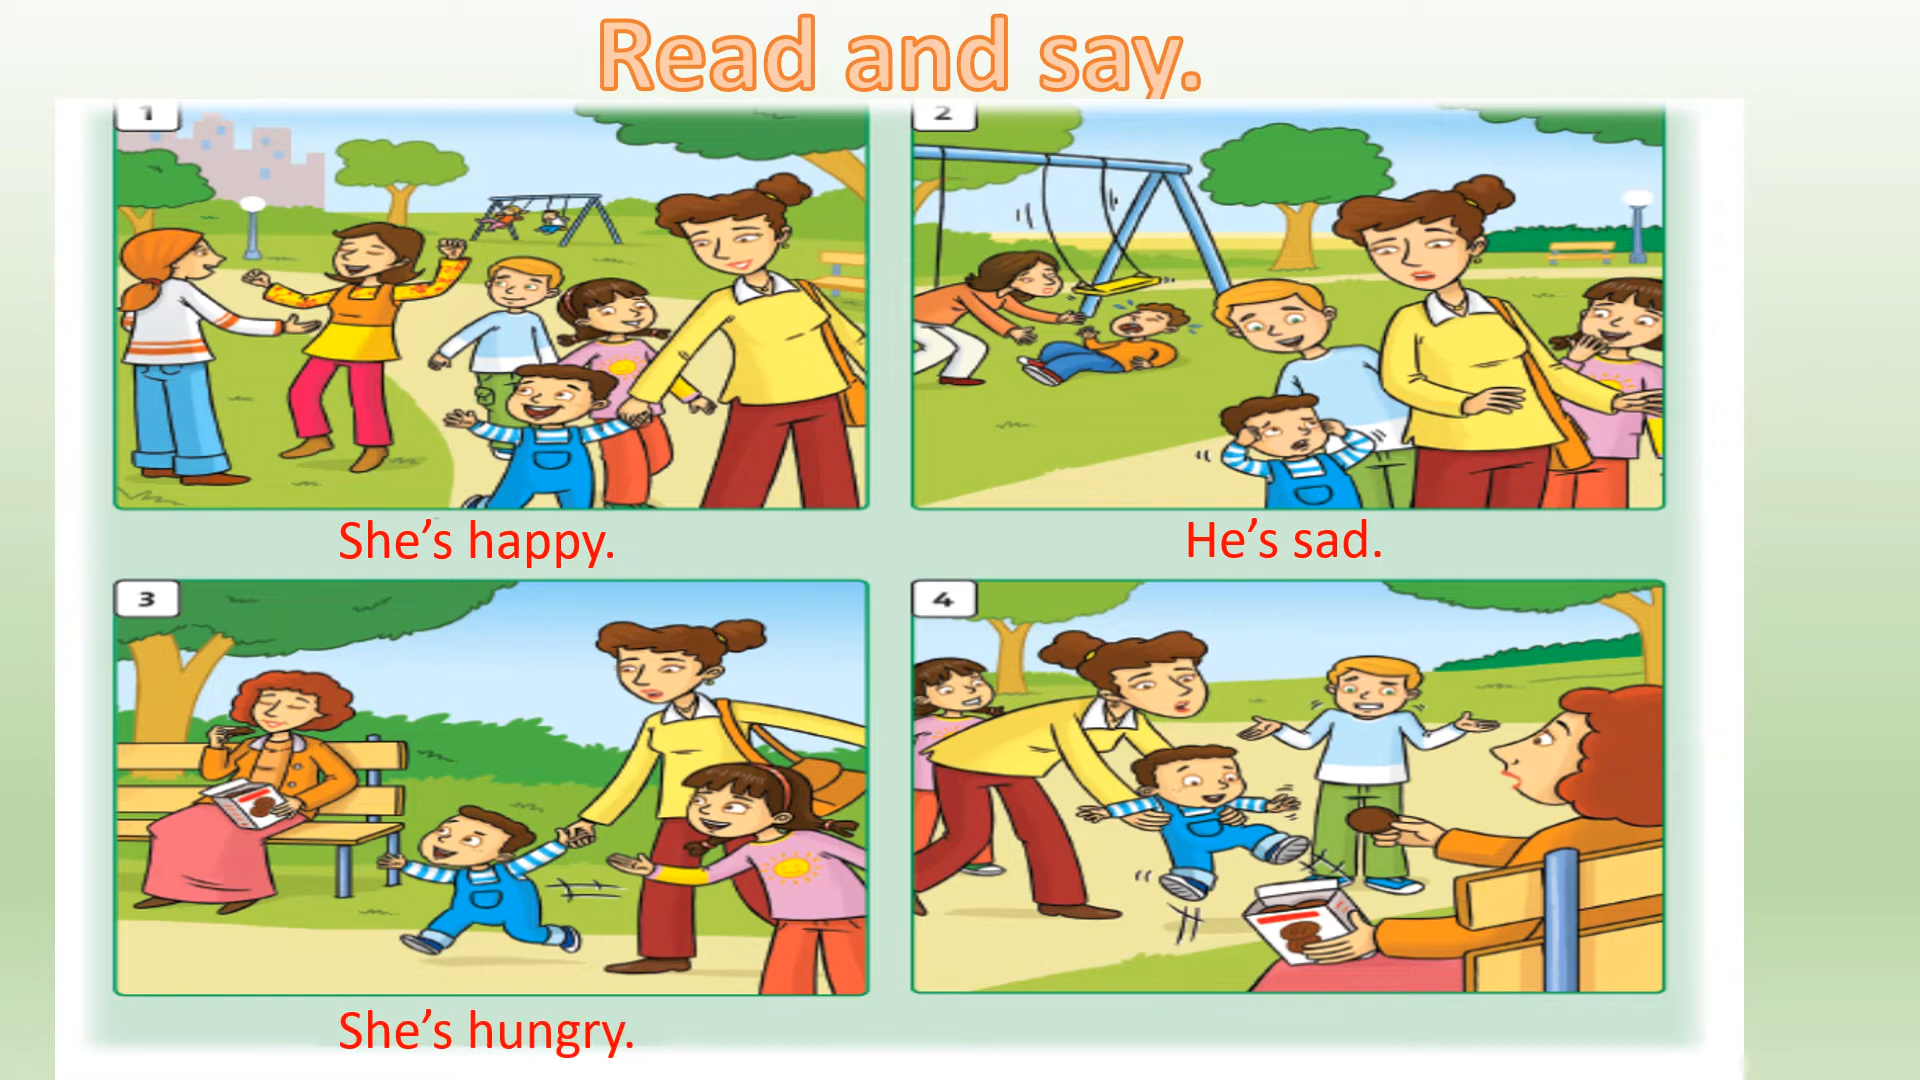 Read and say.
1
2
She's happy.
He's sad.
3
4
She's hungry.